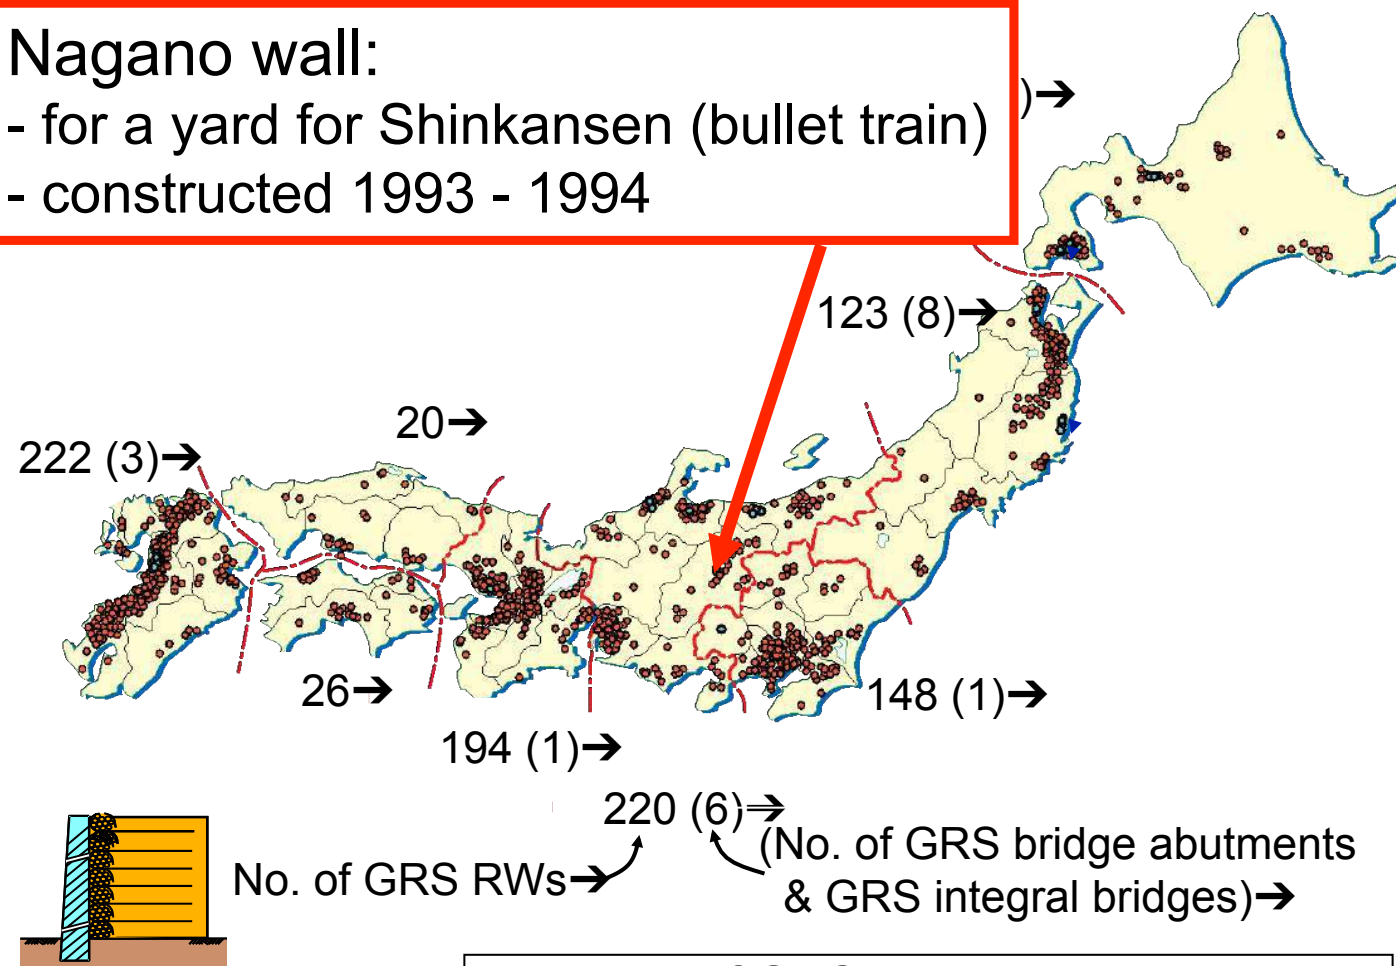 Nagano wall:
- for a yard for Shinkansen (bullet train)
- constructed 1993 - 1994
)➔
123 (8)➔
20➔
222 (3)➔
26➔
148 (1)➔
194 (1)➔
220 (6)➔
No. of GRS RWs➔
(No. of GRS bridge abutments
& GRS integral bridges)➔